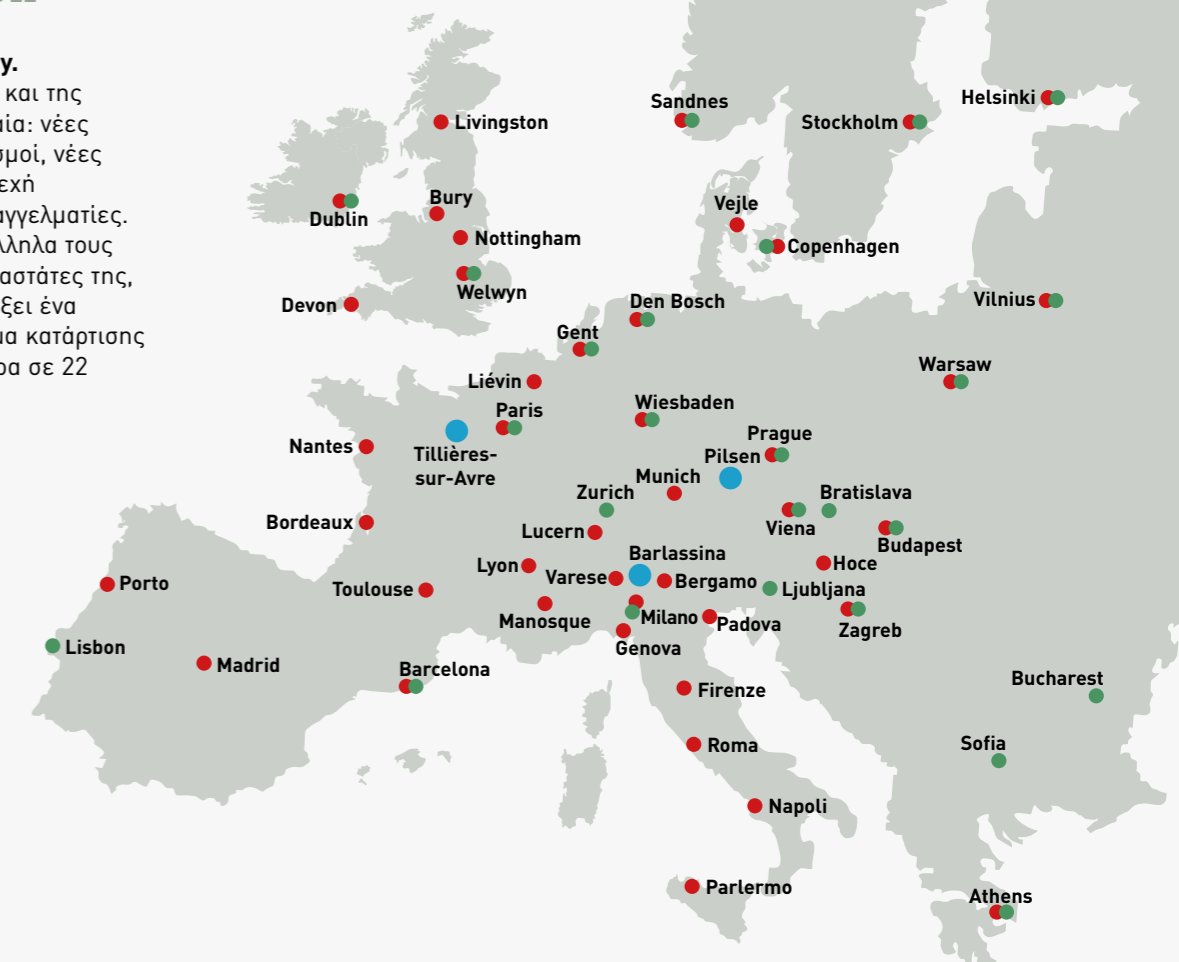 y.
και της
αία: νέες
σμοί, νέες
εχή
αγγελματίες.
λληλα τους
αστάτες της,
ξει ένα
μα κατάρτισης
ρα σε 22
Livingston
Sandnes
Stockholm
Helsinki
Dublin
Bury
Nottingham
Welwyn
Devon
Vejle
Copenhagen
Vilnius
Den Bosch
Gent
Warsaw
Liévin
Paris
Wiesbaden
Prague
Nantes
Tillières-
sur-Avre
Pilsen
Munich
Zurich
Bratislava
Bordeaux
Lucern
Viena
Budapest
Barlassina
Hoce
Lyon
Varese
Bergamo
Ljubljana
Porto
Toulouse
Manosque
Milano
Padova
Zagreb
Lisbon
Genova
Madrid
Barcelona
Firenze
Bucharest
Roma
Sofia
Napoli
Parlermo
Athens